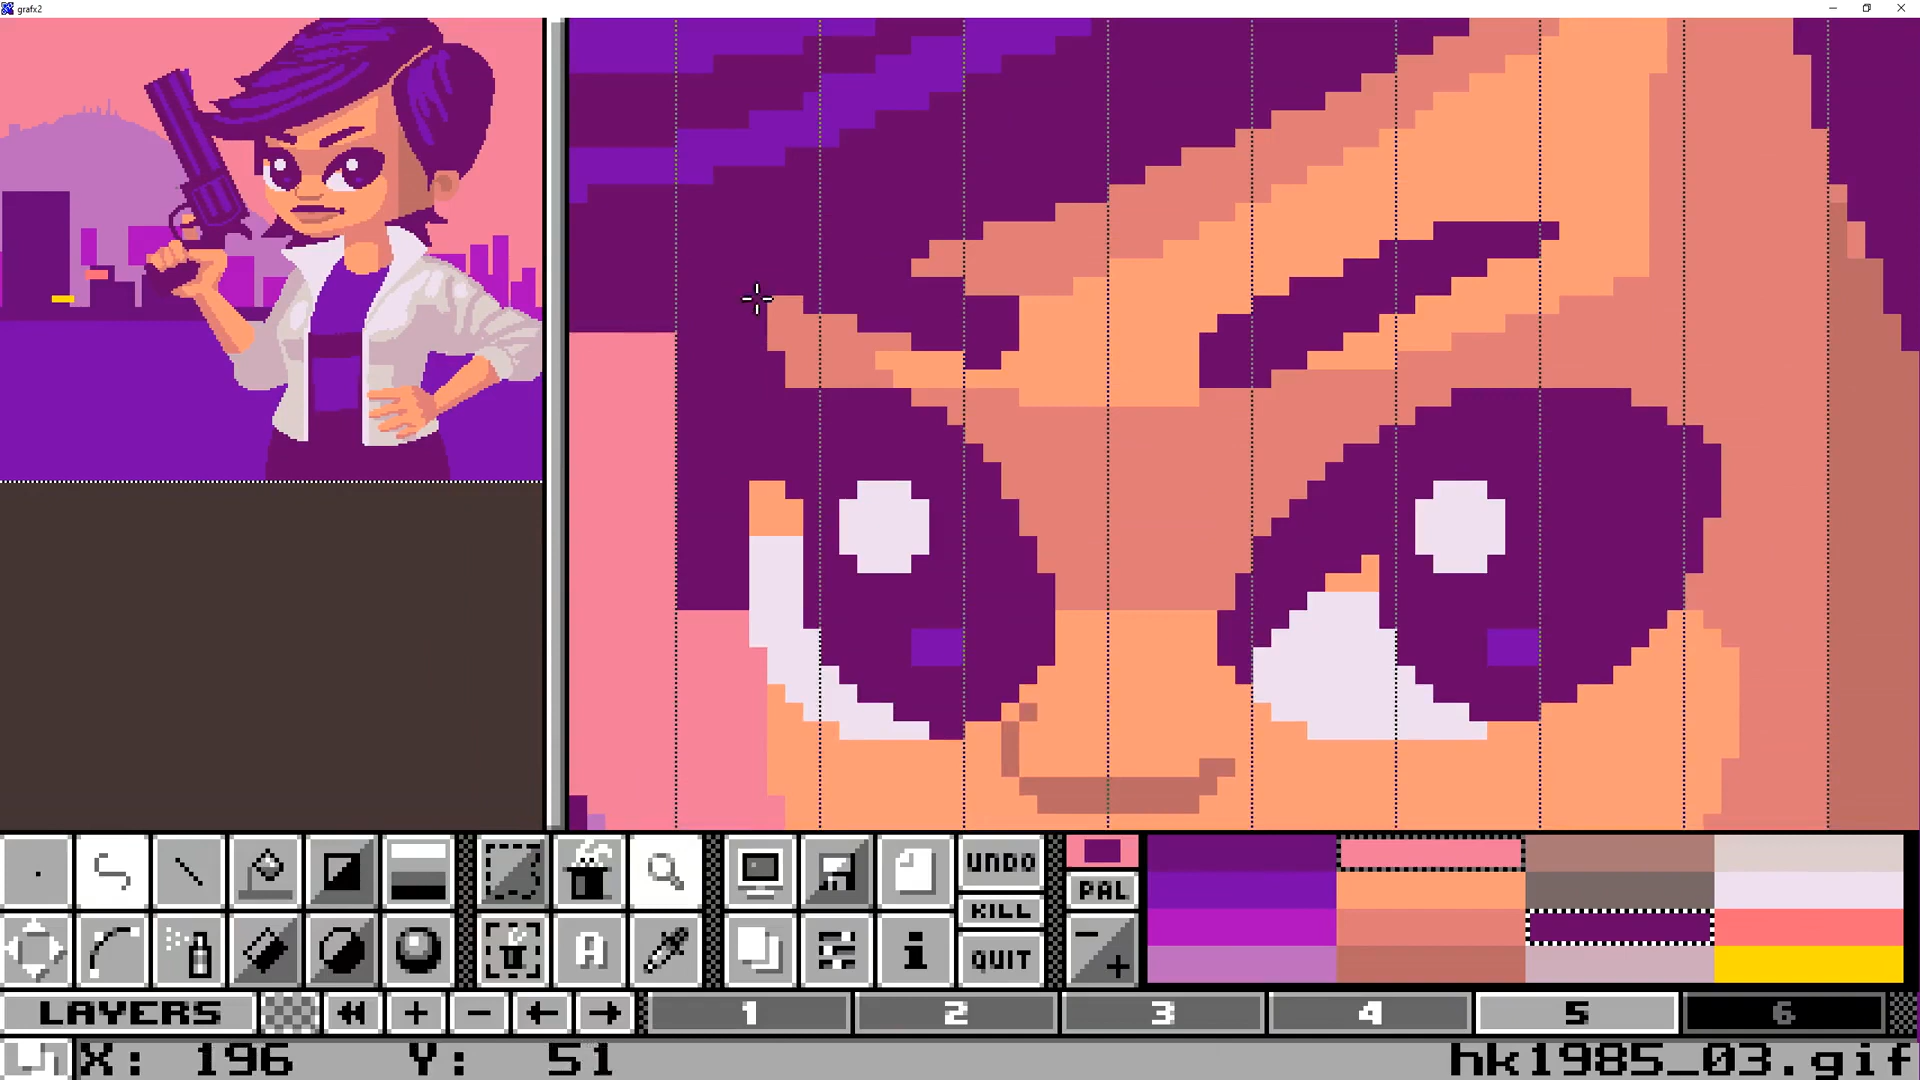 grafx2
UNDO
KILL
QUIT
PAL
A
i
LAYERS
1 2 3 4 5 6
X: 196 Y: 51
hk1985_03.gif